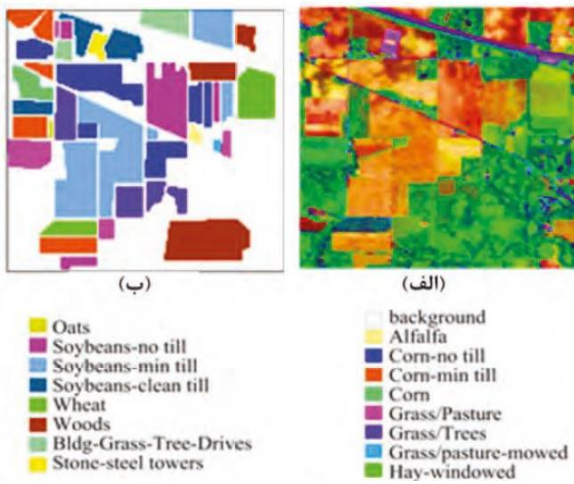 (الف)
(ب)
background
Alfalfa
Corn-no till
Corn-min till
Corn
Grass/Pasture
Grass/Trees
Grass/pasture-mowed
Hay-windowed
Oats
Soybeans-no till
Soybeans-min till
Soybeans-clean till
Wheat
Woods
Bldg-Grass-Tree-Drives
Stone-steel towers